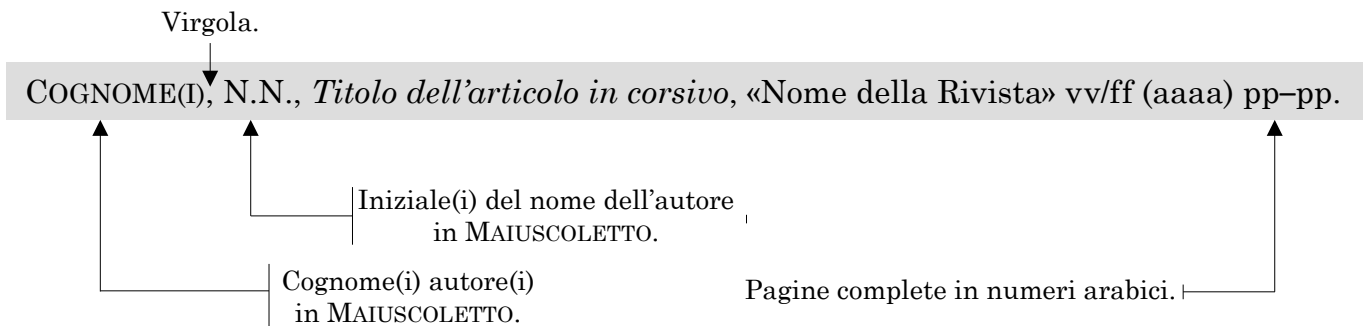 Virgola.
COGNOME(I), N.N., Titolo dell’articolo in corsivo, «Nome della Rivista» vv/ff (aaaa) pp–pp.
Iniziale(i) del nome dell’autore
in MAIUSCOLETTO.
Cognome(i) autore(i)
in MAIUSCOLETTO.
Pagine complete in numeri arabici.